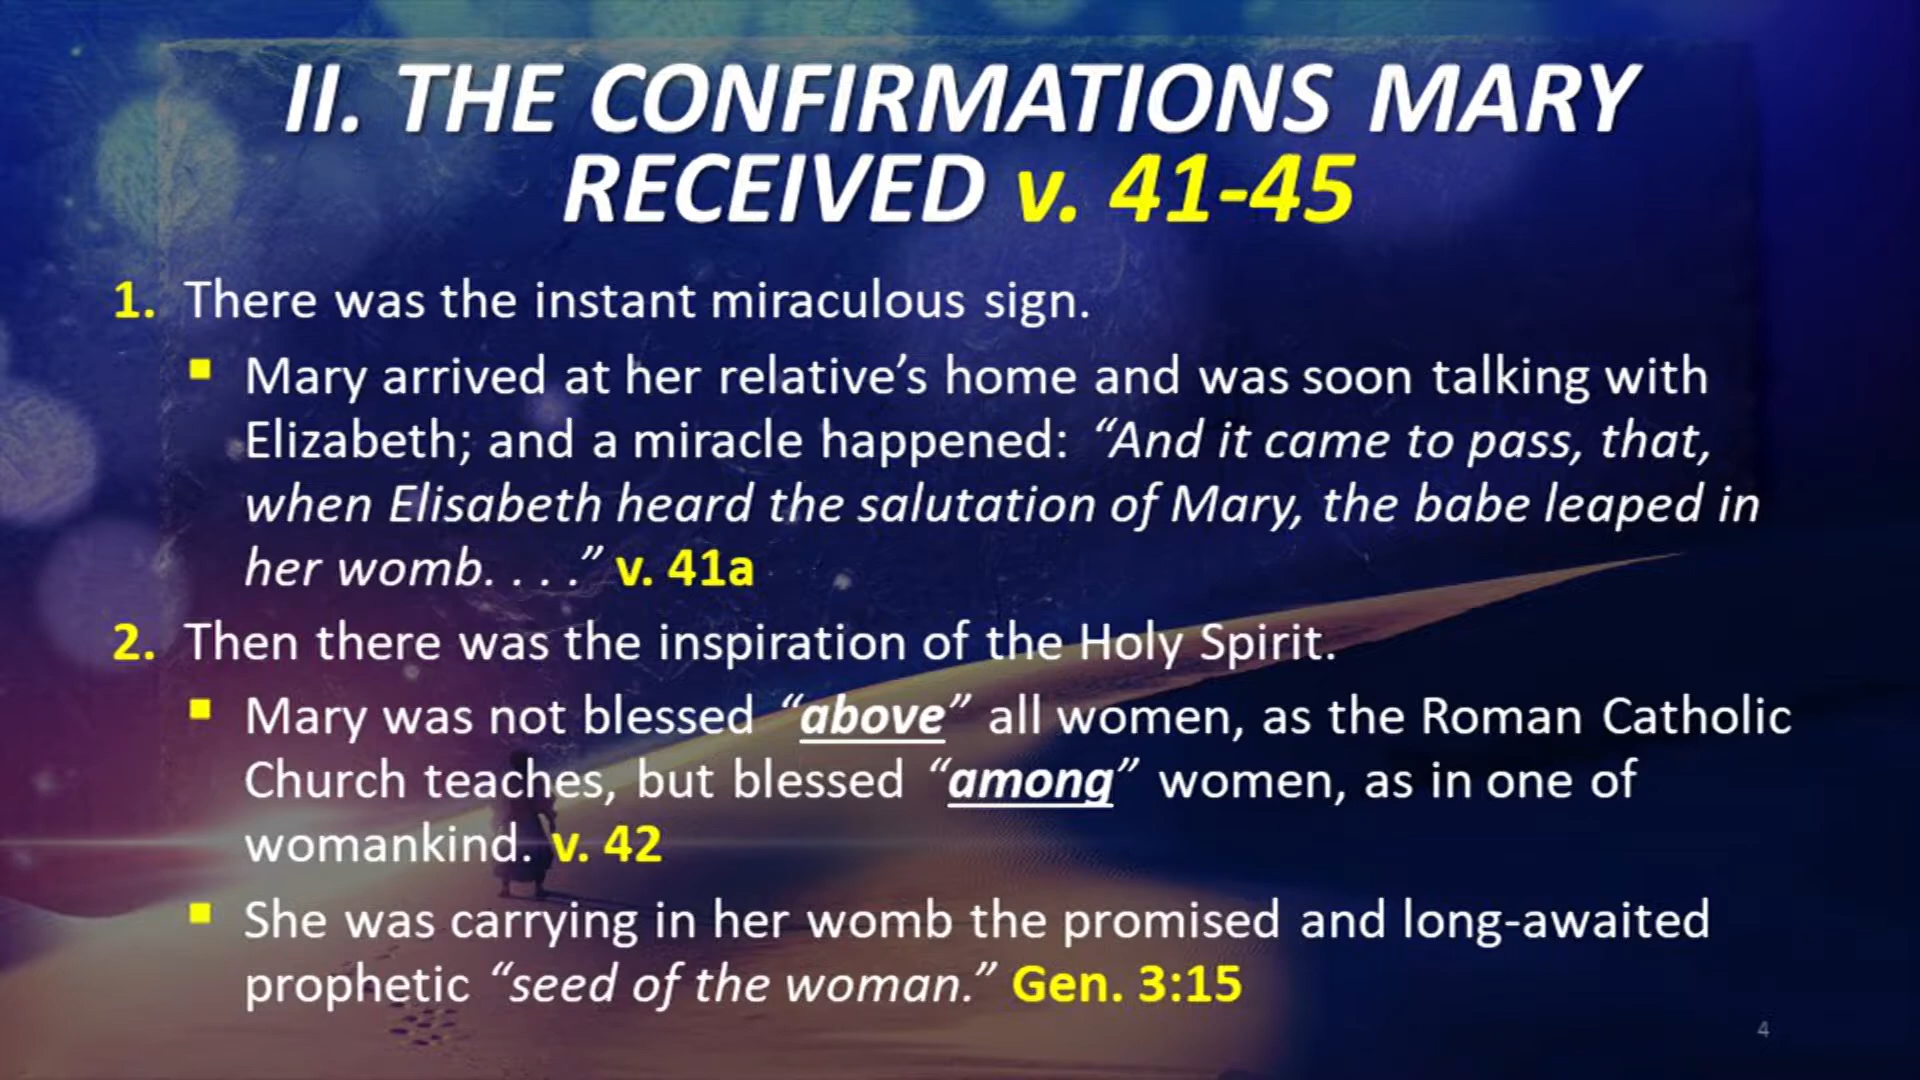 II. THE CONFIRMATIONS MARY
RECEIVED v. 41-45
1. There was the instant miraculous sign.
▪ Mary arrived at her relative’s home and was soon talking with
Elizabeth; and a miracle happened: “And it came to pass, that,
when Elisabeth heard the salutation of Mary, the babe leaped in
her womb. . . .” v. 41a
2. Then there was the inspiration of the Holy Spirit.
▪ Mary was not blessed “above” all women, as the Roman Catholic
Church teaches, but blessed “among” women, as in one of
womankind. v. 42
▪ She was carrying in her womb the promised and long-awaited
prophetic “seed of the woman.” Gen. 3:15
4